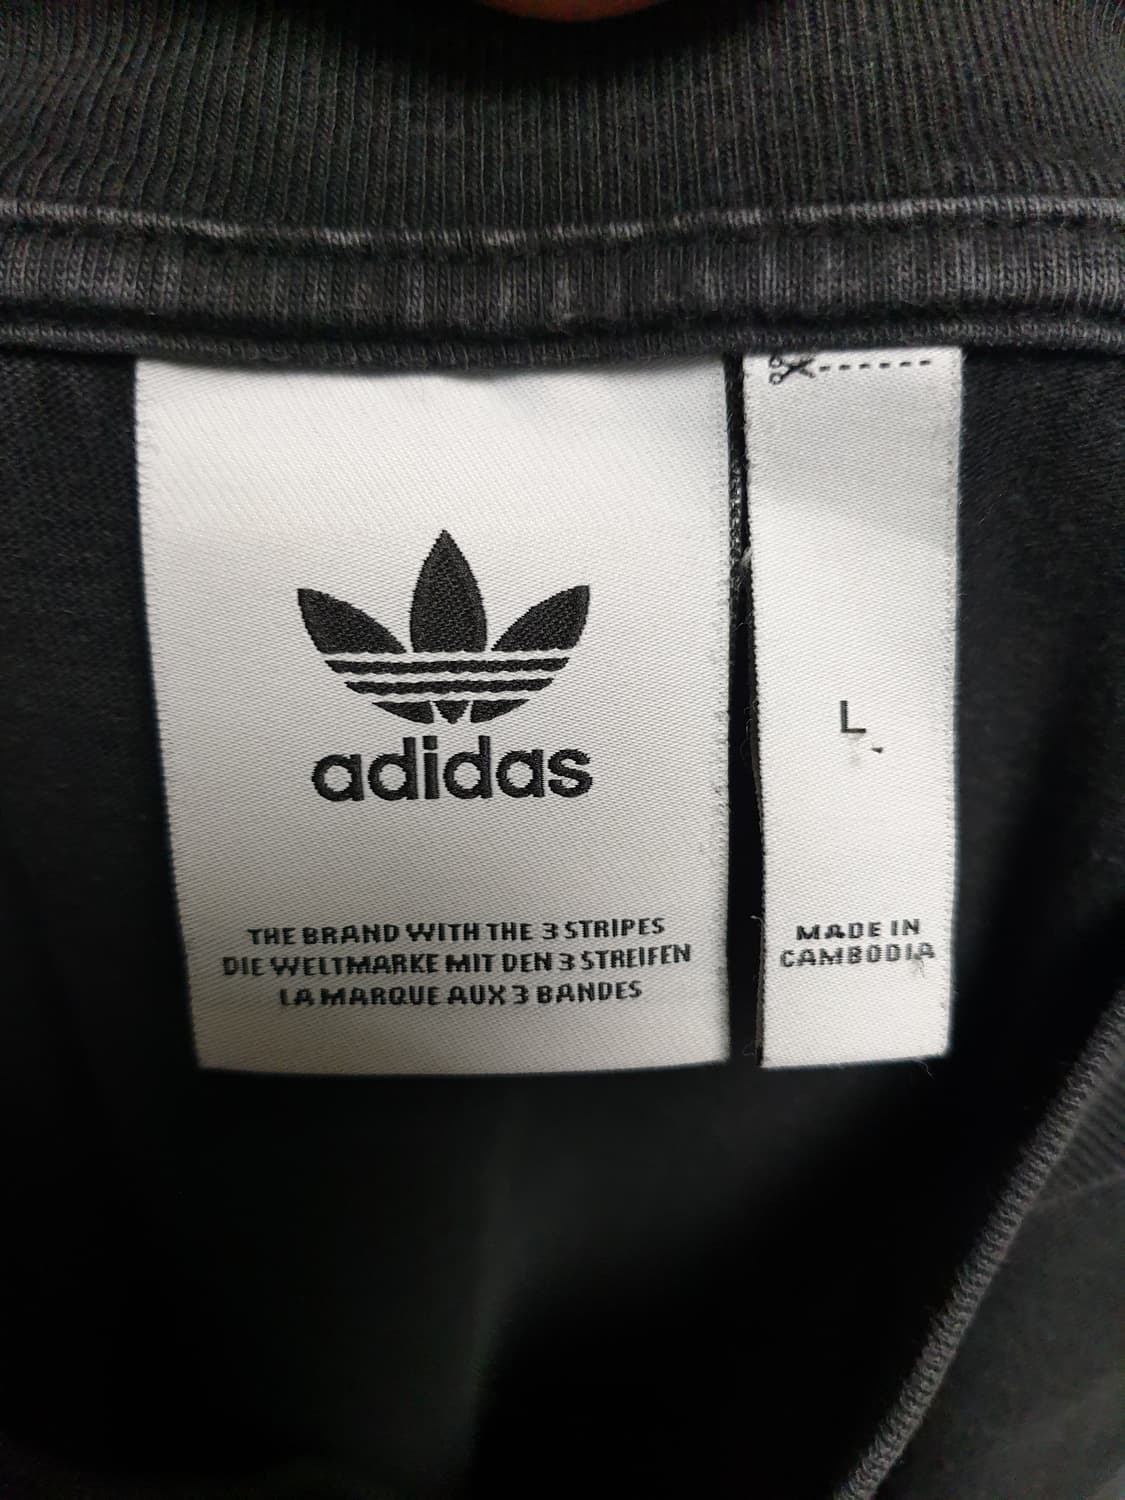 adidas
THE BRAND WITH THE 3 STRIPES
DIE WELTMARKE MIT DEN 3 STREIFEN
LA MARQUE AUX 3 BANDES
L
MADE IN
CAMBODIA